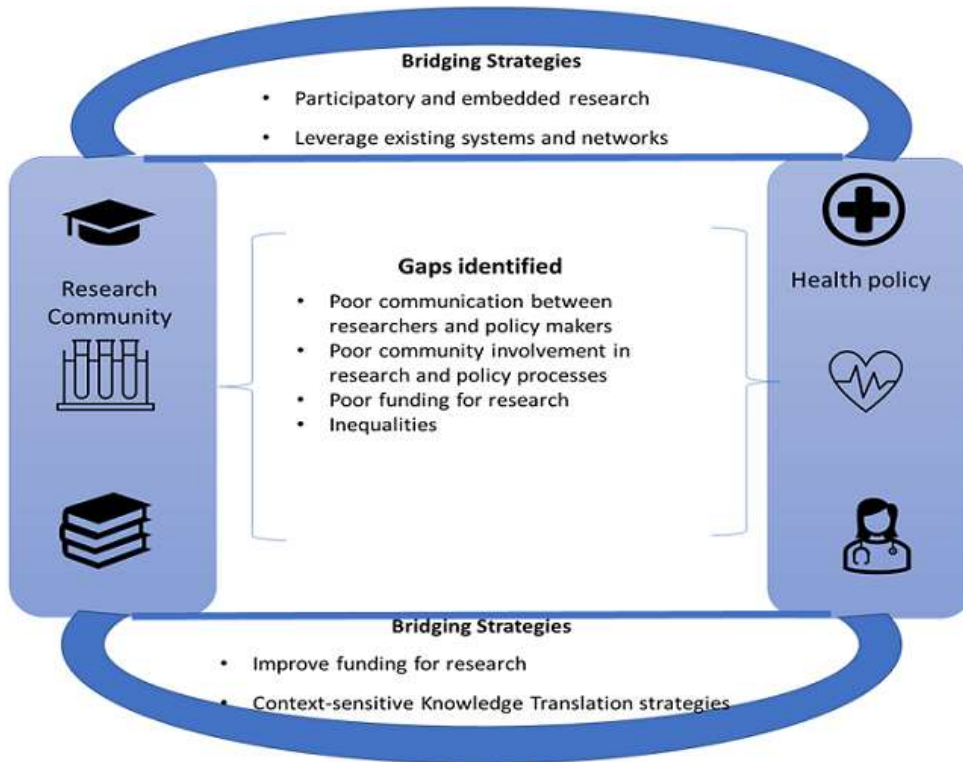 Bridging Strategies
• Participatory and embedded research
• Leverage existing systems and networks
Research
Community
Gaps identified
• Poor communication between
researchers and policy makers
• Poor community involvement in
research and policy processes
• Poor funding for research
• Inequalities
Health policy
Bridging Strategies
• Improve funding for research
• Context-sensitive Knowledge Translation strategies